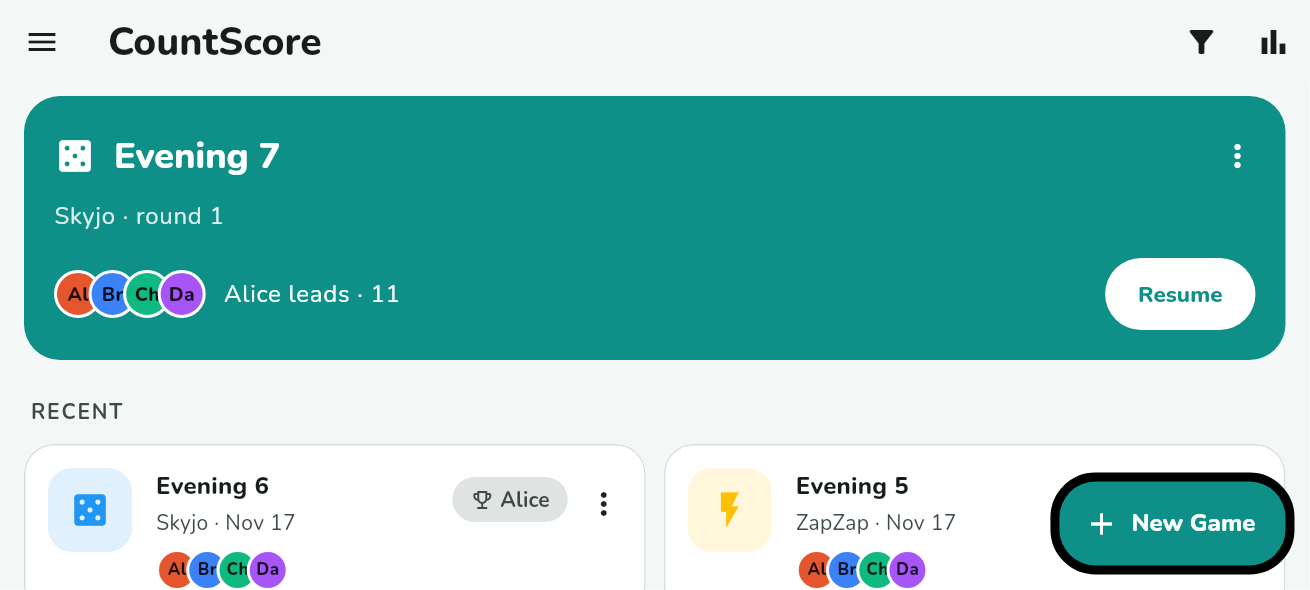 CountScore
Evening 7
Skyjo · round 1
Al Br Ch Da Alice leads · 11
Resume
RECENT
Evening 6
Skyjo · Nov 17
Alice
Al Br Ch Da
Evening 5
ZapZap · Nov 17
Al Br Ch Da
New Game